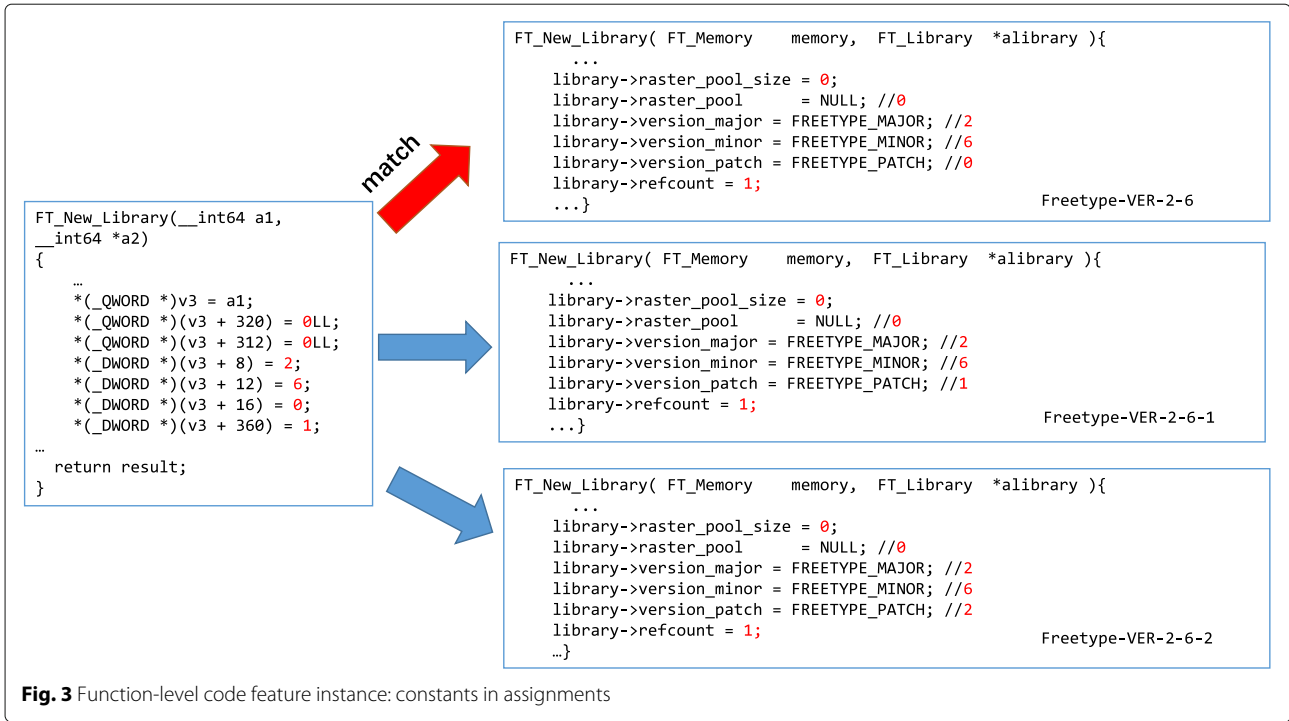 FT_New_Library(__int64 a1,
__int64 *a2)
{
…
*(_QWORD *)v3 = a1;
*(_QWORD *)(v3 + 320) = 0LL;
*(_QWORD *)(v3 + 312) = 0LL;
*(_DWORD *)(v3 + 8) = 2;
*(_DWORD *)(v3 + 12) = 6;
*(_DWORD *)(v3 + 16) = 0;
*(_DWORD *)(v3 + 360) = 1;
…
return result;
}
match
FT_New_Library( FT_Memory memory, FT_Library *alibrary ){
...
library->raster_pool_size = 0;
library->raster_pool = NULL; //0
library->version_major = FREETYPE_MAJOR; //2
library->version_minor = FREETYPE_MINOR; //6
library->version_patch = FREETYPE_PATCH; //0
library->refcount = 1;
...}
Freetype-VER-2-6
FT_New_Library( FT_Memory memory, FT_Library *alibrary ){
...
library->raster_pool_size = 0;
library->raster_pool = NULL; //0
library->version_major = FREETYPE_MAJOR; //2
library->version_minor = FREETYPE_MINOR; //6
library->version_patch = FREETYPE_PATCH; //1
library->refcount = 1;
...}
Freetype-VER-2-6-1
FT_New_Library( FT_Memory memory, FT_Library *alibrary ){
...
library->raster_pool_size = 0;
library->raster_pool = NULL; //0
library->version_major = FREETYPE_MAJOR; //2
library->version_minor = FREETYPE_MINOR; //6
library->version_patch = FREETYPE_PATCH; //2
library->refcount = 1;
…}
Freetype-VER-2-6-2
Fig. 3 Function-level code feature instance: constants in assignments